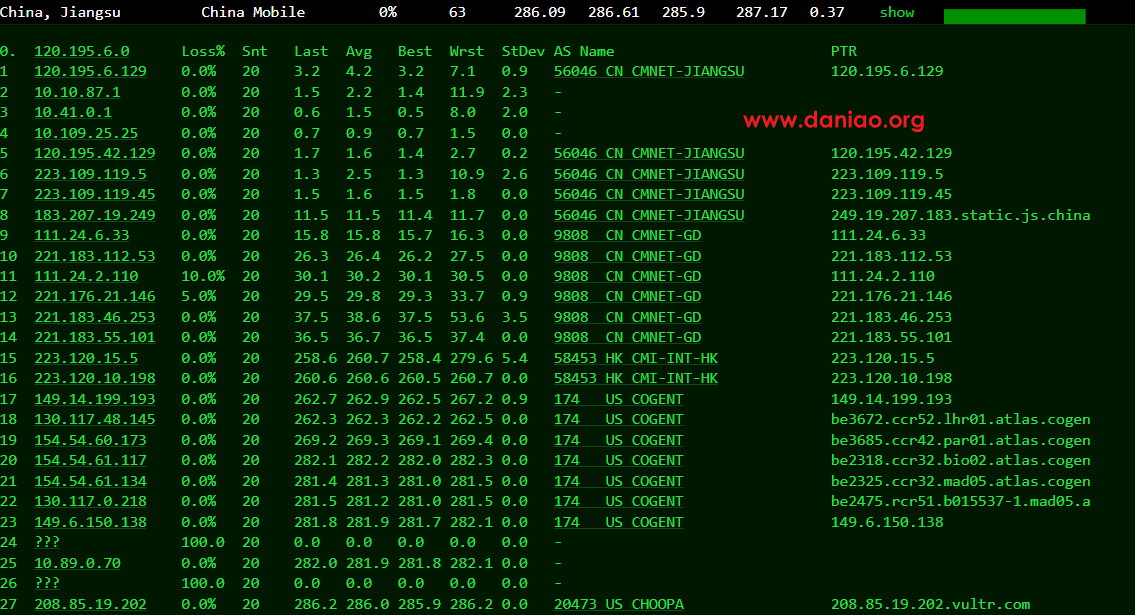 China, Jiangsu China Mobile 0% 63 286.09 286.61 285.9 287.17 0.37 show
0. 120.195.6.0 Loss% Snt Last Avg Best Wrst StDev AS Name PTR
1 120.195.6.129 0.0% 20 3.2 4.2 3.2 7.1 0.9 56046 CN CMNET-JIANGSU 120.195.6.129
2 10.10.87.1 0.0% 20 1.5 2.2 1.4 11.9 2.3 -
3 10.41.0.1 0.0% 20 0.6 1.5 0.5 8.0 2.0 -
www.daniao.org
4 10.109.25.25 0.0% 20 0.7 0.9 0.7 1.5 0.0 -
5 120.195.42.129 0.0% 20 1.7 1.6 1.4 2.7 0.2 56046 CN CMNET-JIANGSU 120.195.42.129
6 223.109.119.5 0.0% 20 1.3 2.5 1.3 10.9 2.6 56046 CN CMNET-JIANGSU 223.109.119.5
7 223.109.119.45 0.0% 20 1.5 1.6 1.5 1.8 0.0 56046 CN CMNET-JIANGSU 223.109.119.45
8 183.207.19.249 0.0% 20 11.5 11.5 11.4 11.7 0.0 56046 CN CMNET-JIANGSU 249.19.207.183.static.js.china
9 111.24.6.33 0.0% 20 15.8 15.8 15.7 16.3 0.0 9808 CN CMNET-GD 111.24.6.33
10 221.183.112.53 0.0% 20 26.3 26.4 26.2 27.5 0.0 9808 CN CMNET-GD 221.183.112.53
11 111.24.2.110 10.0% 20 30.1 30.2 30.1 30.5 0.0 9808 CN CMNET-GD 111.24.2.110
12 221.176.21.146 5.0% 20 29.5 29.8 29.3 33.7 0.9 9808 CN CMNET-GD 221.176.21.146
13 221.183.46.253 0.0% 20 37.5 38.6 37.5 53.6 3.5 9808 CN CMNET-GD 221.183.46.253
14 221.183.55.101 0.0% 20 36.5 36.7 36.5 37.4 0.0 9808 CN CMNET-GD 221.183.55.101
15 223.120.15.5 0.0% 20 258.6 260.7 258.4 279.6 5.4 58453 HK CMI-INT-HK 223.120.15.5
16 223.120.10.198 0.0% 20 260.6 260.6 260.5 260.7 0.0 58453 HK CMI-INT-HK 223.120.10.198
17 149.14.199.193 0.0% 20 262.7 262.9 262.5 267.2 0.9 174 US COGENT 149.14.199.193
18 130.117.48.145 0.0% 20 262.3 262.3 262.2 262.5 0.0 174 US COGENT be3672.ccr52.lhr01.atlas.cogen
19 154.54.60.173 0.0% 20 269.2 269.3 269.1 269.4 0.0 174 US COGENT be3685.ccr42.par01.atlas.cogen
20 154.54.61.117 0.0% 20 282.1 282.2 282.0 282.3 0.0 174 US COGENT be2318.ccr32.bio02.atlas.cogen
21 154.54.61.134 0.0% 20 281.4 281.3 281.0 281.5 0.0 174 US COGENT be2325.ccr32.mad05.atlas.cogen
22 130.117.0.218 0.0% 20 281.5 281.2 281.0 281.5 0.0 174 US COGENT be2475.rcr51.b015537-1.mad05.a
23 149.6.150.138 0.0% 20 281.8 281.9 281.7 282.1 0.0 174 US COGENT 149.6.150.138
24 ??? 100.0 20 0.0 0.0 0.0 0.0 0.0 -
25 10.89.0.70 0.0% 20 282.0 281.9 281.8 282.1 0.0 -
26 ??? 100.0 20 0.0 0.0 0.0 0.0 0.0 -
27 208.85.19.202 0.0% 20 286.2 286.0 285.9 286.2 0.0 20473 US CHOOPA 208.85.19.202.vultr.com